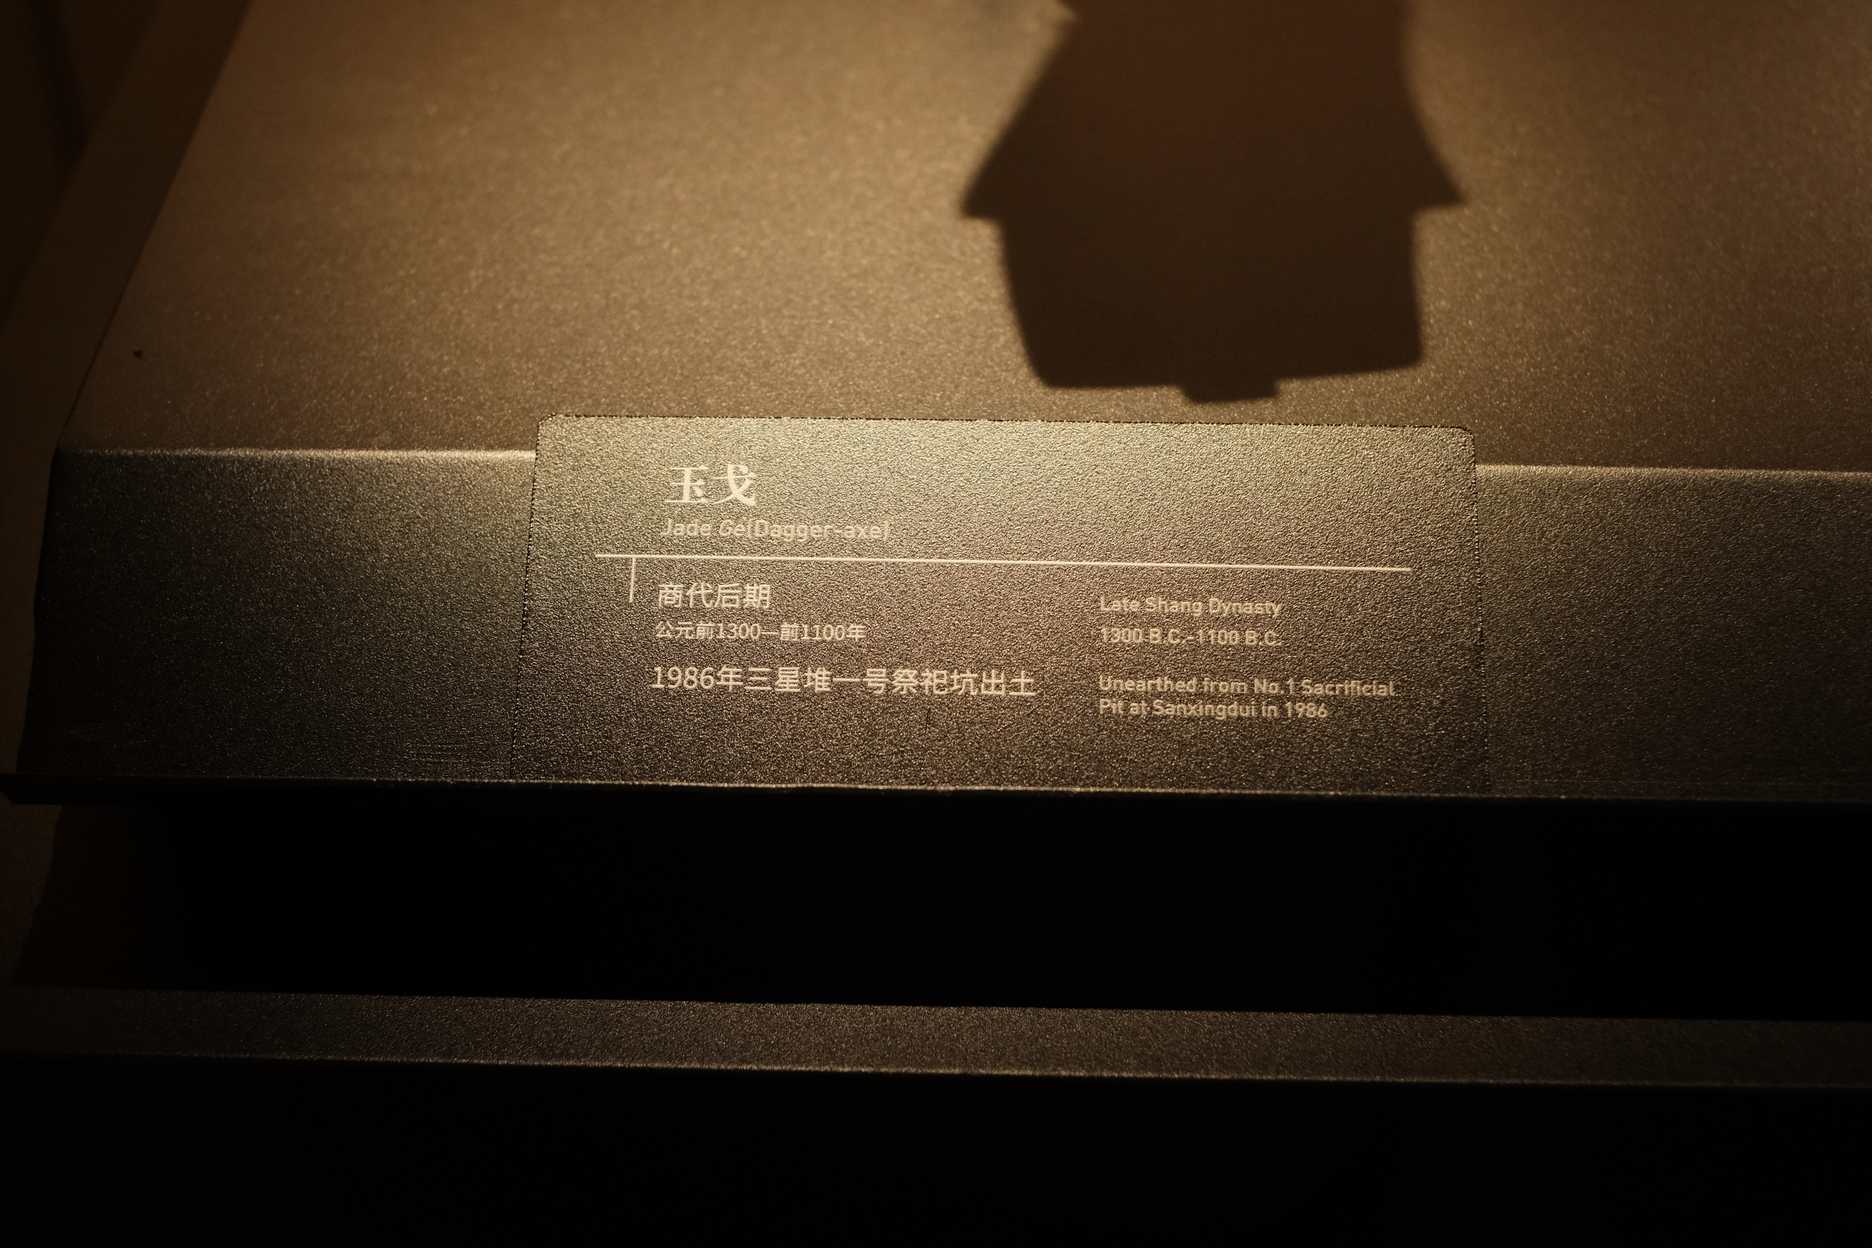 玉戈
Jade Ge(Dagger-axe)
商代后期
公元前1300—前1100年
1986年三星堆一号祭祀坑出土
Late Shang Dynasty
1300 B.C.-1100 B.C.
Unearthed from No.1 Sacrificial
Pit at Sanxingdui in 1986